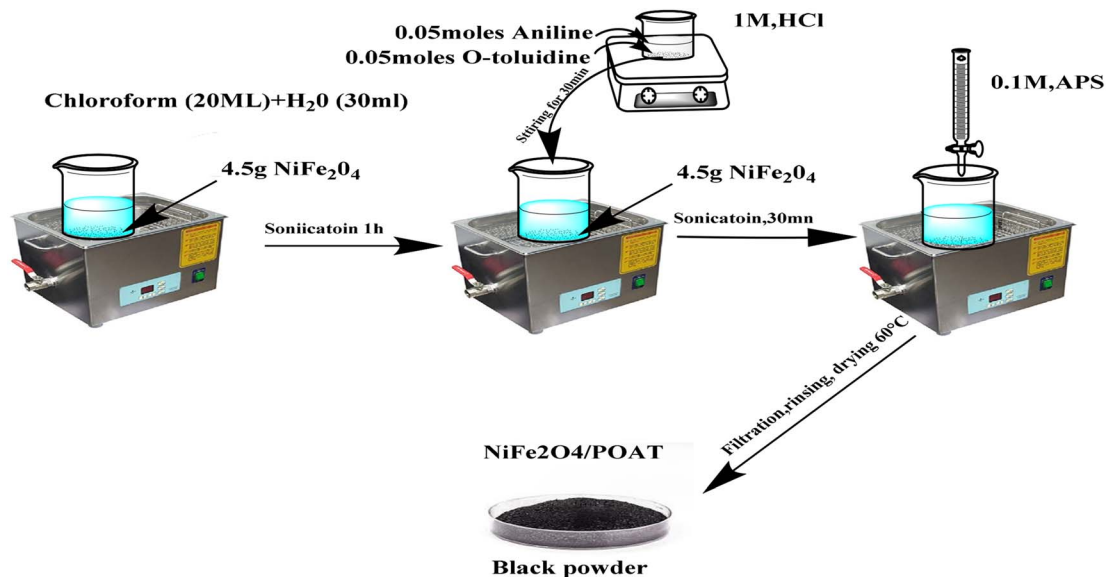 0.05moles Aniline
0.05moles O-toluidine
1M,HCl
Sttiring for 30min
Chloroform (20ML)+H₂0 (30ml)
0.1M,APS
4.5g NiFe₂0₄
4.5g NiFe₂0₄
Soniicatoin 1h
Sonicatoin,30mn
Filtration,rinsing, drying 60°C
NiFe2O4/POAT
Black powder